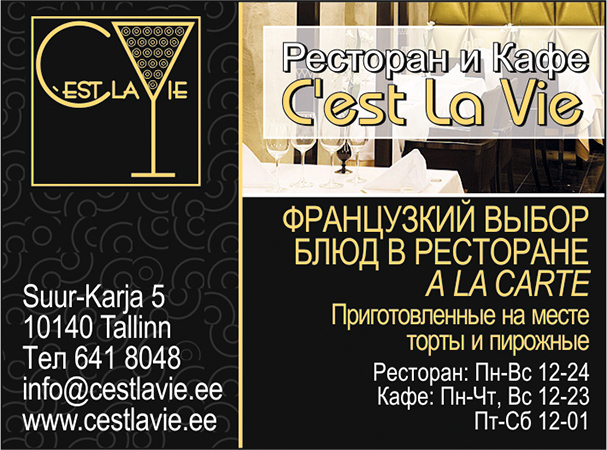 C'EST LA VIE
Ресторан и Кафе
C'est La Vie
ФРАНЦУЗКИЙ ВЫБОР
БЛЮД В РЕСТОРАНЕ
A LA CARTE
Приготовленные на месте
торты и пирожные
Ресторан: Пн-Вс 12-24
Кафе: Пн-Чт, Вс 12-23
Пт-Сб 12-01
Suur-Karja 5
10140 Tallinn
Тел 641 8048
info@cestlavie.ee
www.cestlavie.ee